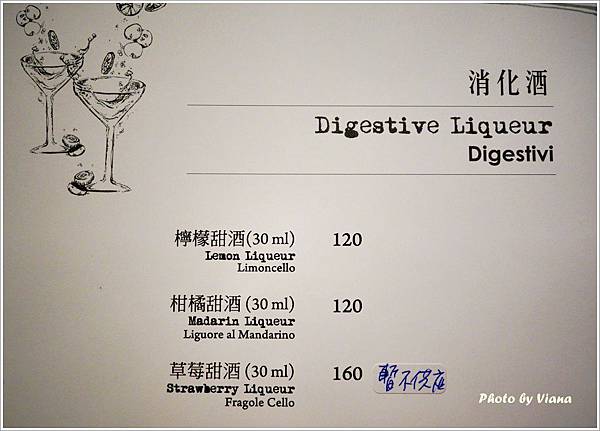 消化酒
Digestive Liqueur
Digestivi
檸檬甜酒(30 ml) 120
Lemon Liqueur
Limoncello
柑橘甜酒 (30 ml) 120
Madarin Liqueur
Liguore al Mandarino
草莓甜酒 (30 ml) 160 暫不供應
Strawberry Liqueur
Fragole Cello
Photo by Viana